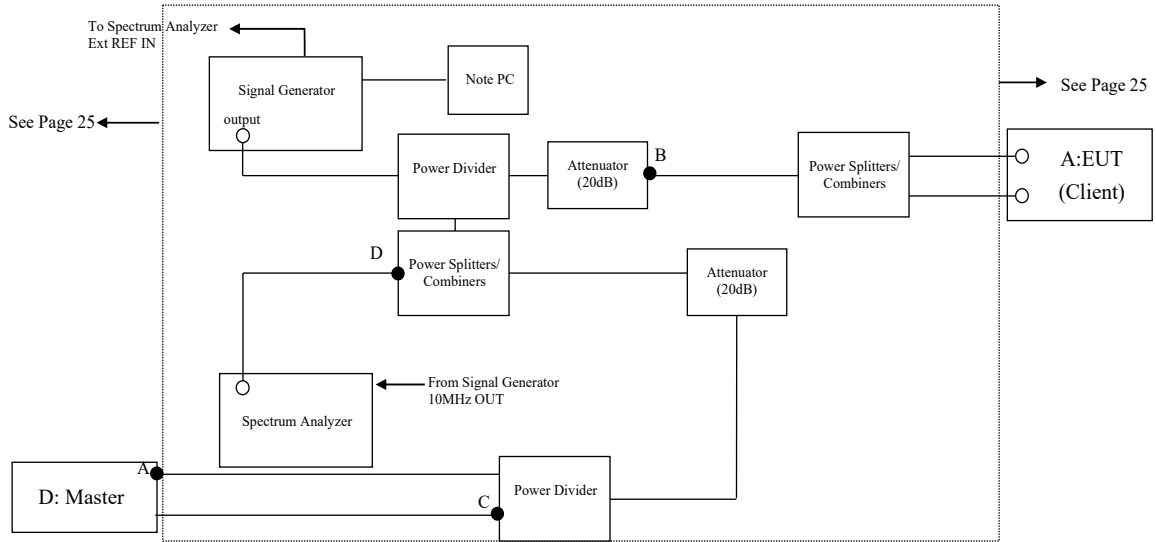 To Spectrum Analyzer
Ext REF IN
Signal Generator
output
Note PC
See Page 25
See Page 25
Power Divider
Attenuator
(20dB)
B
Power Splitters/
Combiners
A:EUT
(Client)
D
Power Splitters/
Combiners
Attenuator
(20dB)
From Signal Generator
10MHz OUT
Spectrum Analyzer
A
D: Master
C
Power Divider